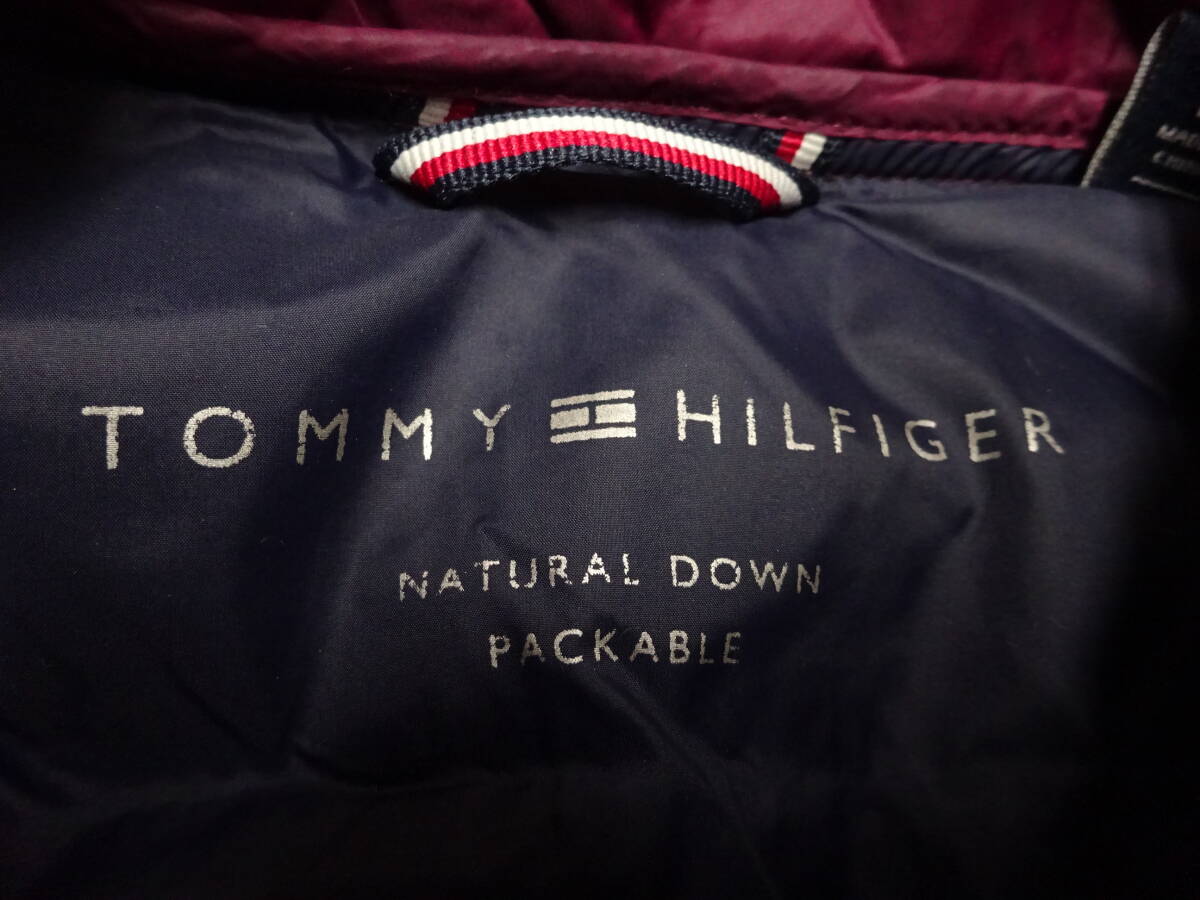 TOMMY HILFIGER
NATURAL DOWN
PACKABLE